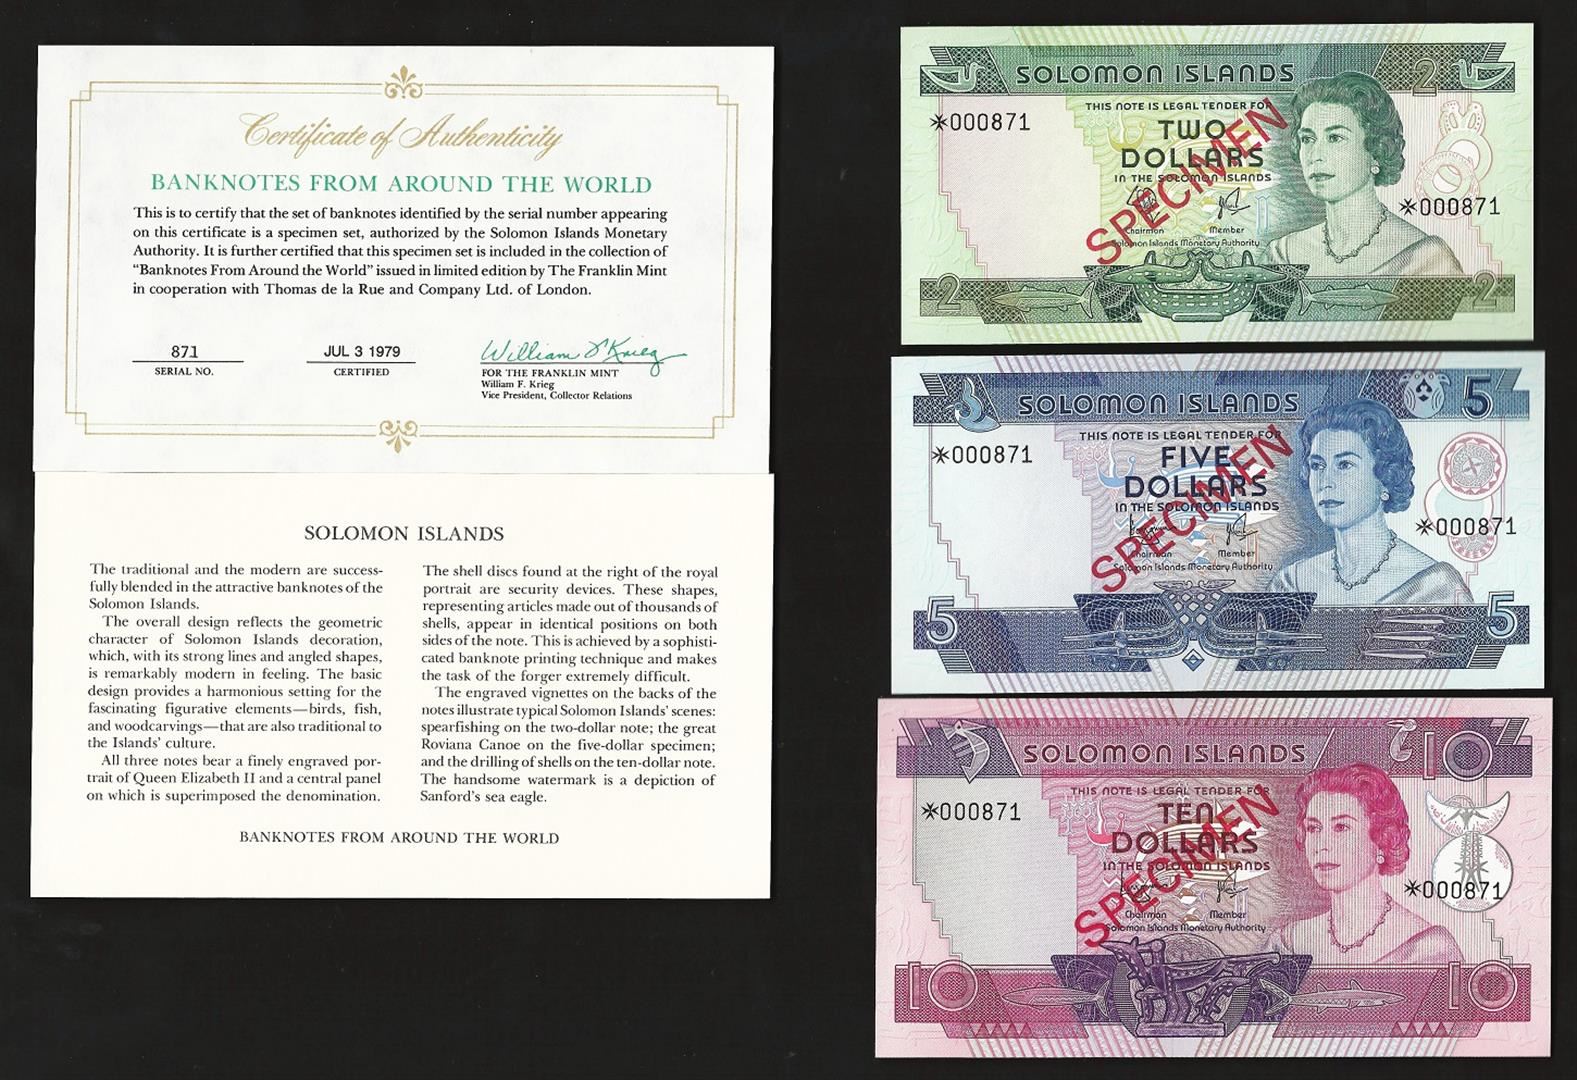 Certificate of Authenticity
BANKNOTES FROM AROUND THE WORLD
This is to certify that the set of banknotes identified by the serial number appearing
on this certificate is a specimen set, authorized by the Solomon Islands Monetary
Authority. It is further certified that this specimen set is included in the collection of
“Banknotes From Around the World” issued in limited edition by The Franklin Mint
in cooperation with Thomas de la Rue and Company Ltd. of London.
871
SERIAL NO.
JUL 3 1979
CERTIFIED
William F Krieg
FOR THE FRANKLIN MINT
William F. Krieg
Vice President, Collector Relations
SOLOMON ISLANDS
The traditional and the modern are success-
fully blended in the attractive banknotes of the
Solomon Islands.
The overall design reflects the geometric
character of Solomon Islands decoration,
which, with its strong lines and angled shapes,
is remarkably modern in feeling. The basic
design provides a harmonious setting for the
fascinating figurative elements—birds, fish,
and woodcarvings—that are also traditional to
the Islands’ culture.
All three notes bear a finely engraved por-
trait of Queen Elizabeth II and a central panel
on which is superimposed the denomination.
The shell discs found at the right of the royal
portrait are security devices. These shapes,
representing articles made out of thousands of
shells, appear in identical positions on both
sides of the note. This is achieved by a sophisti-
cated banknote printing technique and makes
the task of the forger extremely difficult.
The engraved vignettes on the backs of the
notes illustrate typical Solomon Islands’ scenes:
spearfishing on the two-dollar note; the great
Roviana Canoe on the five-dollar specimen;
and the drilling of shells on the ten-dollar note.
The handsome watermark is a depiction of
Sanford’s sea eagle.
BANKNOTES FROM AROUND THE WORLD
SOLOMON ISLANDS 2
THIS NOTE IS LEGAL TENDER FOR
*000871
TWO
DOLLARS
IN THE SOLOMON ISLANDS
SPECIMEN
*000871
Chairman Member
Solomon Islands Monetary Authority
2 2
SOLOMON ISLANDS 5
THIS NOTE IS LEGAL TENDER FOR
*000871
FIVE
DOLLARS
IN THE SOLOMON ISLANDS
SPECIMEN
*000871
Chairman Member
Solomon Islands Monetary Authority
5 5
SOLOMON ISLANDS 10
THIS NOTE IS LEGAL TENDER FOR
*000871
TEN
DOLLARS
IN THE SOLOMON ISLANDS
SPECIMEN
*000871
Chairman Member
Solomon Islands Monetary Authority
10 10